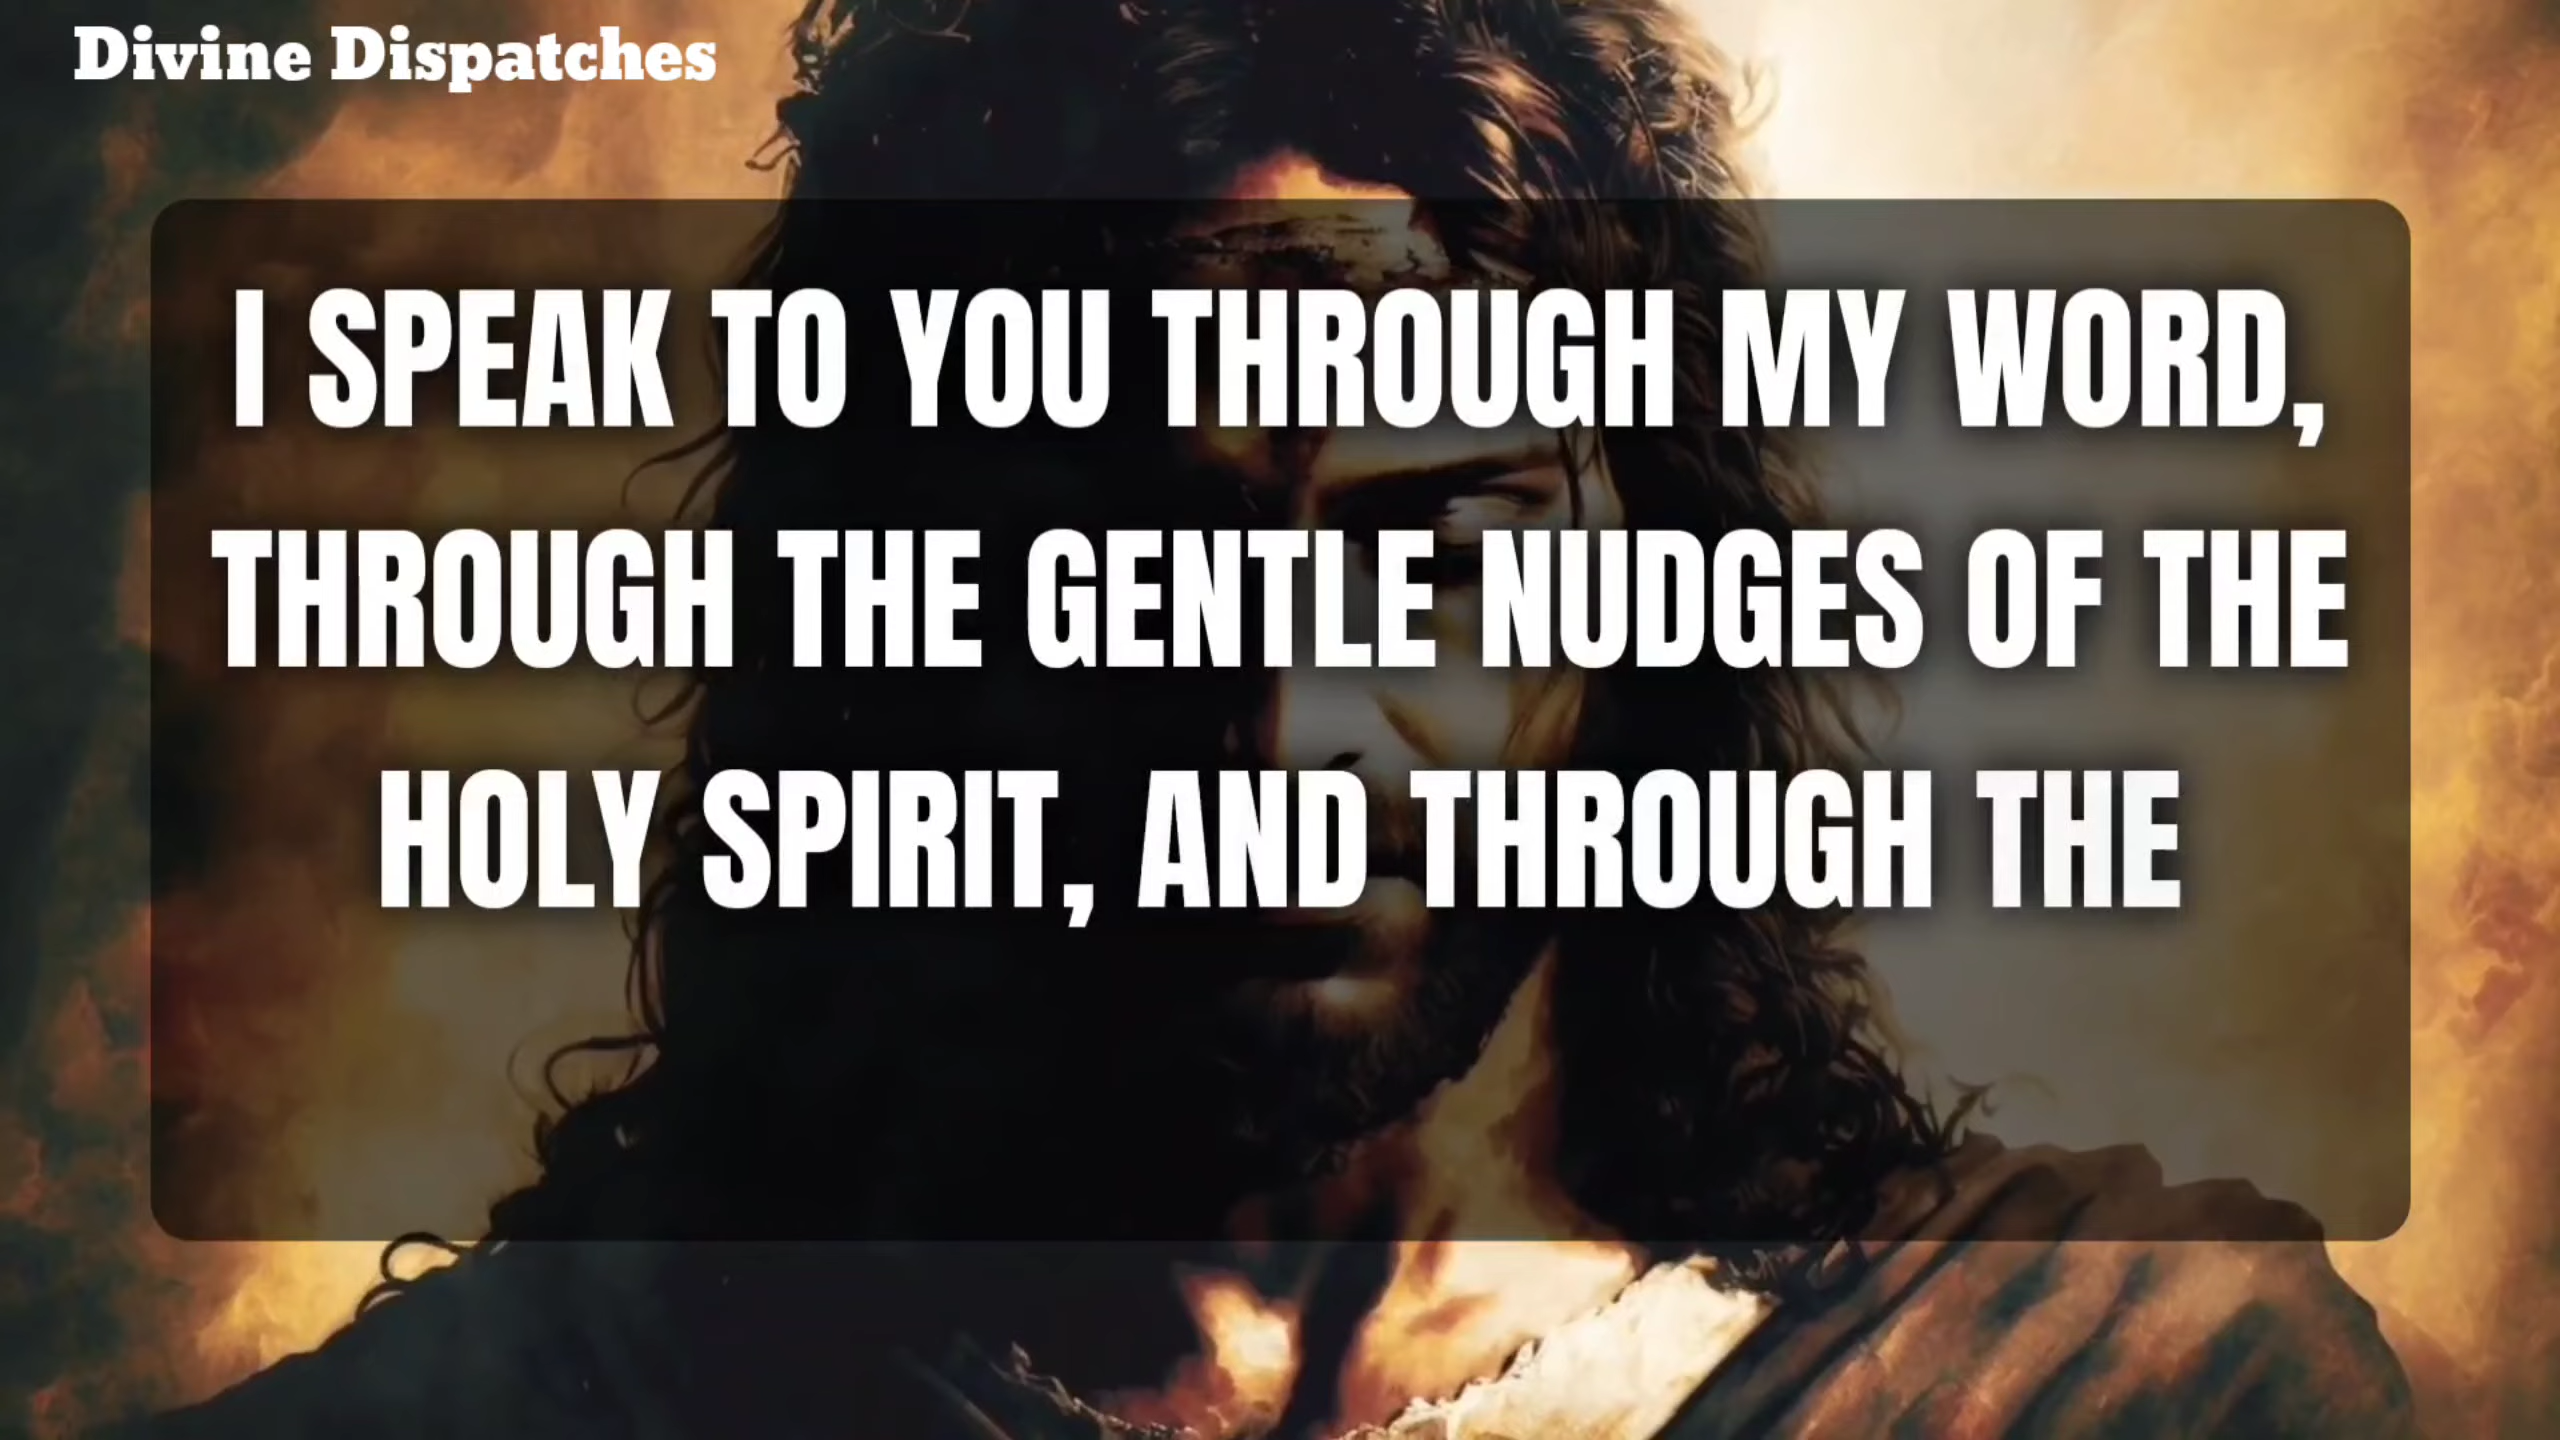 Divine Dispatches
I SPEAK TO YOU THROUGH MY WORD,
THROUGH THE GENTLE NUDGES OF THE
HOLY SPIRIT, AND THROUGH THE